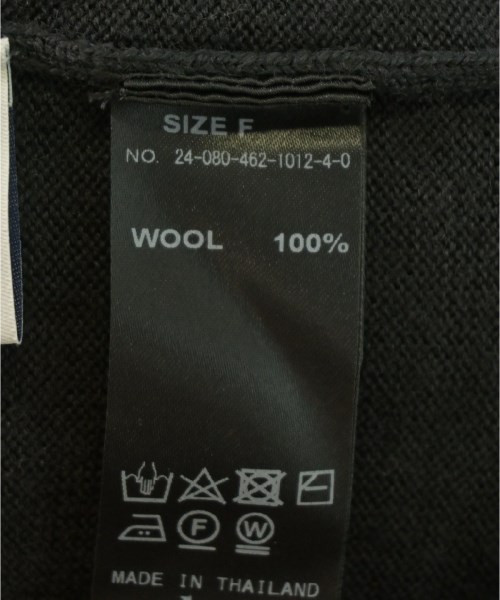 SIZE F
NO. 24-080-462-1012-4-0
WOOL 100%
F W
MADE IN THAILAND